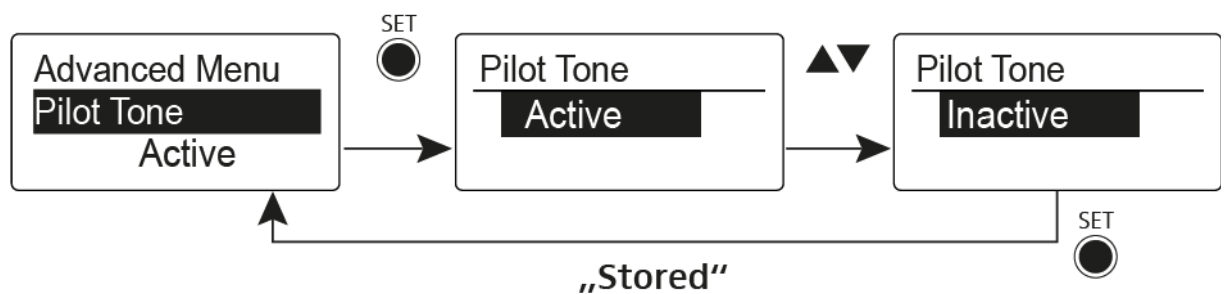 SET
Advanced Menu
Pilot Tone
Active
Pilot Tone
Active
▲▼
Pilot Tone
Inactive
SET
„Stored“